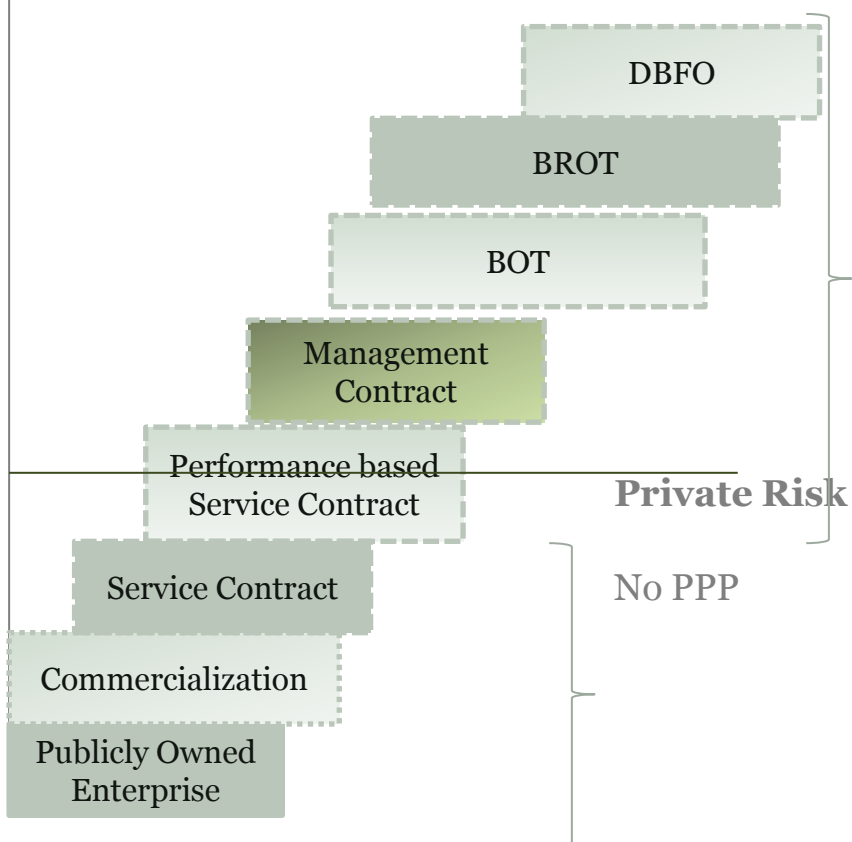 DBFO
BROT
BOT
Management
Contract
Performance based
Service Contract
Private Risk
Service Contract
No PPP
Commercialization
Publicly Owned
Enterprise